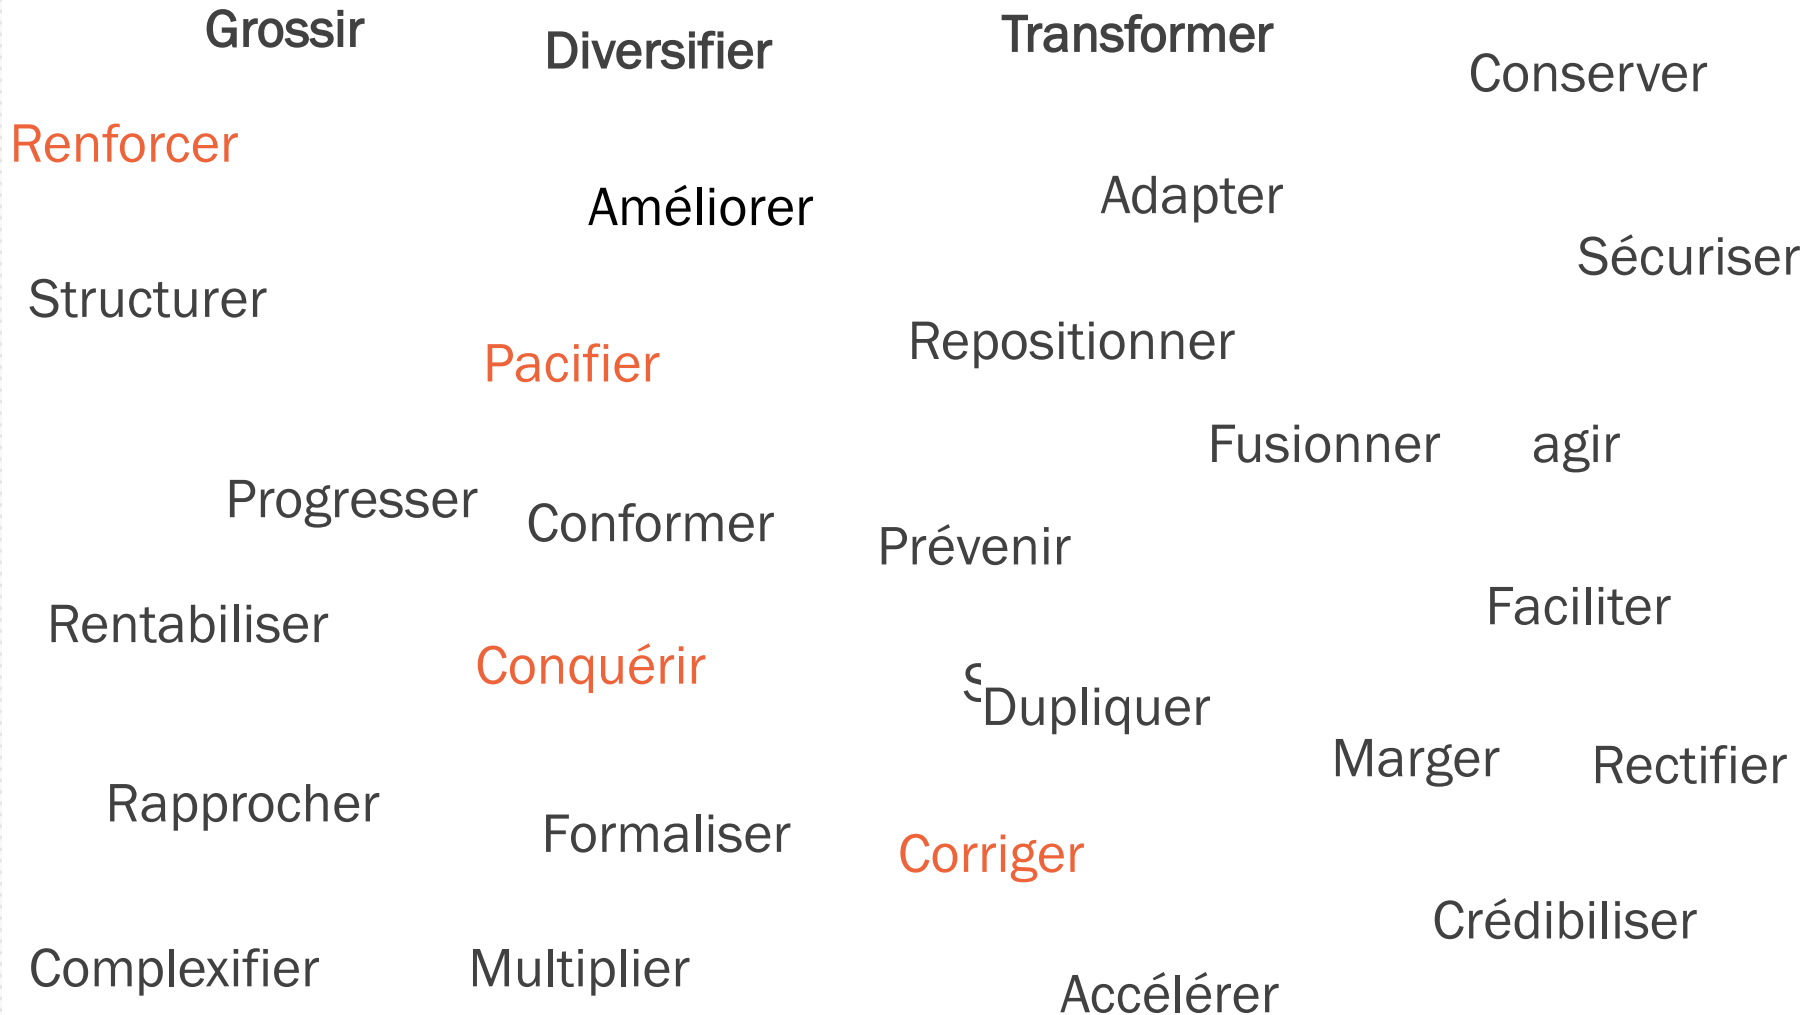 Grossir
Diversifier
Transformer
Conserver
Renforcer
Améliorer
Adapter
Sécuriser
Structurer
Pacifier
Repositionner
Fusionner
agir
Progresser
Conformer
Prévenir
Faciliter
Rentabiliser
Conquérir
Dupliquer
Marger
Rectifier
Rapprocher
Formaliser
Corriger
Crédibiliser
Complexifier
Multiplier
Accélérer